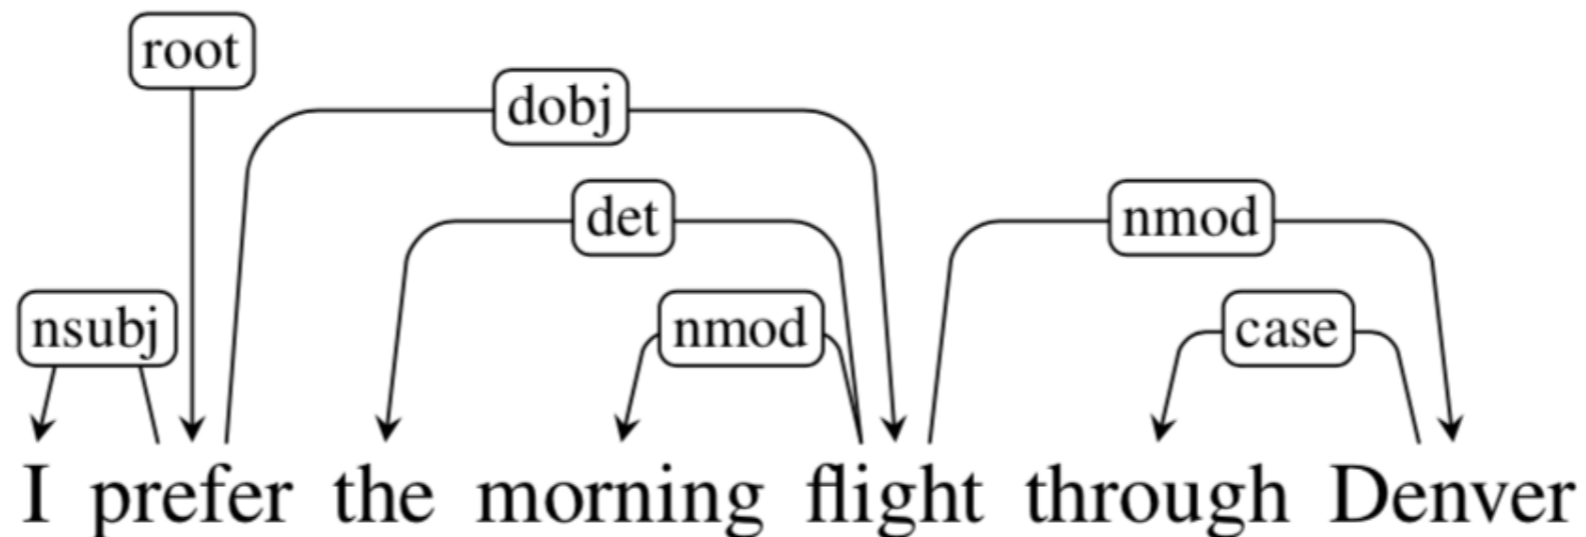 root
dobj
det
nmod
nsubj
nmod
case
I prefer the morning flight through Denver